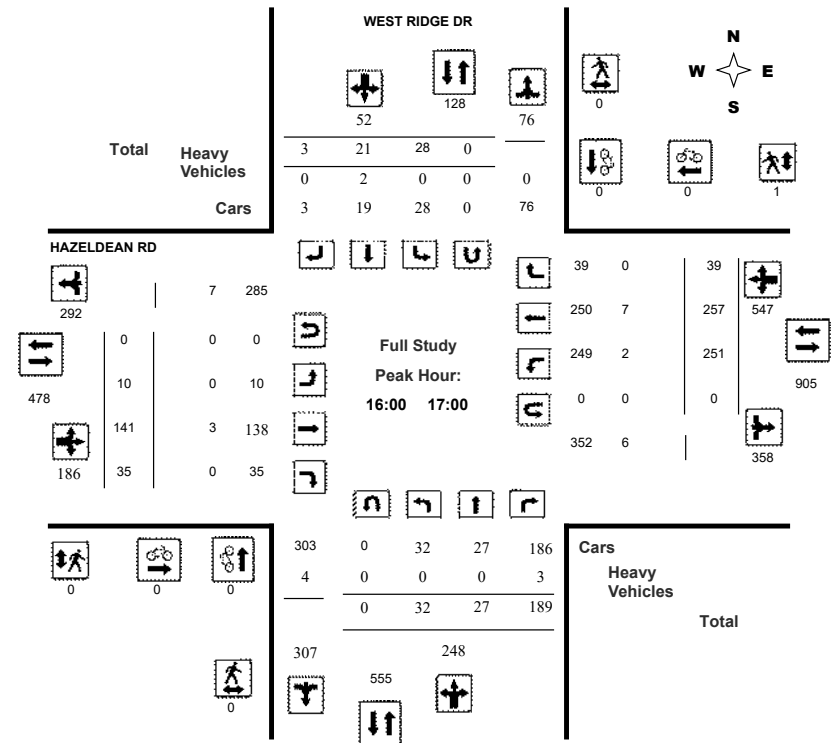 WEST RIDGE DR
N
W E
S
128
0
52 76
Total Heavy Vehicles
3 21 28 0
0 2 0 0 0
Cars 3 19 28 0 76
0 0 1
HAZELDEAN RD
292 7 285
39 0 39
547
250 7 257
0 0 0
478
249 2 251
905
10 0 10
0 0 0
141 3 138
352 6
358
186 35 0 35
Full Study
Peak Hour:
16:00 17:00
303 0 32 27 186 Cars
4 0 0 0 3 Heavy Vehicles
0 32 27 189 Total
0 0 0
307 248
555
0